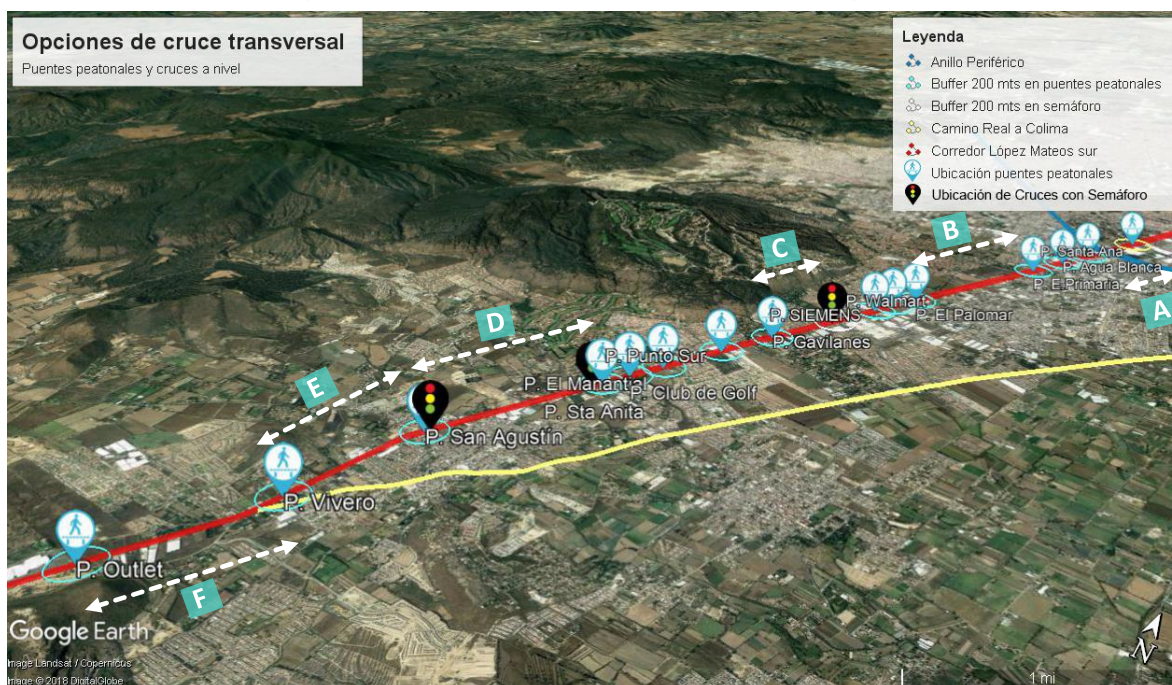 Opciones de cruce transversal
Puentes peatonales y cruces a nivel
Leyenda
Anillo Periférico
Buffer 200 mts en puentes peatonales
Buffer 200 mts en semáforo
Camino Real a Colima
Corredor López Mateos sur
Ubicación puentes peatonales
Ubicación de Cruces con Semáforo
B
C
P. Santa Ana
P. Agua Blanca
P. E Primaria
A
P. Walmart
P. El Palomar
P. SIEMENS
P. Gavilanes
D
P. Punto Sur
P. El Manantial
P. Club de Golf
P. Sta Anita
E
P. San Agustín
P. Vivero
P. Outlet
F
Google Earth
Image Landsat / Copernicus
Image © 2018 DigitalGlobe
1 mi
N